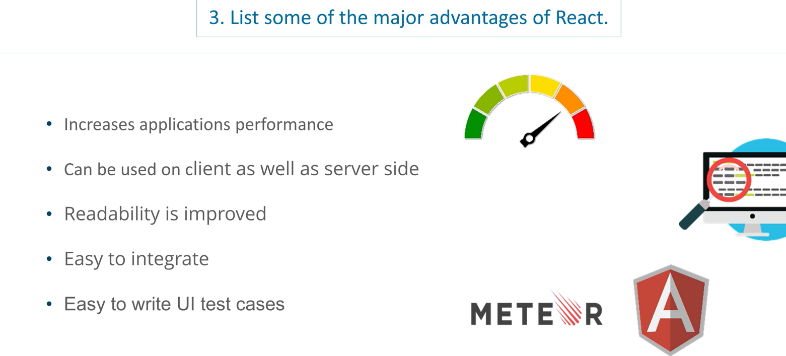 3. List some of the major advantages of React.
• Increases applications performance
• Can be used on client as well as server side
• Readability is improved
• Easy to integrate
• Easy to write UI test cases
METEOR
A